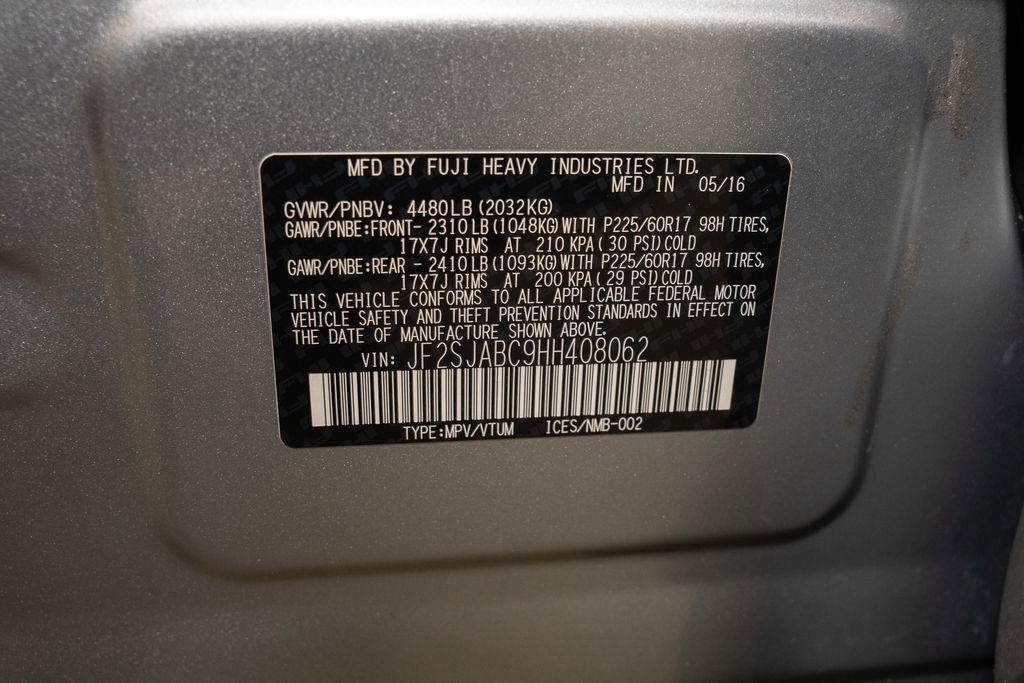 MFD BY FUJI HEAVY INDUSTRIES LTD.
MFD IN 05/16
GVWR/PNBV: 4480LB(2032KG)
GAWR/PNBE:FRONT- 2310LB(1048KG)WITH P225/60R17 98H TIRES,
17X7J RIMS AT 210 KPA( 30 PSI)COLD
GAWR/PNBE:REAR - 2410LB(1093KG)WITH P225/60R17 98H TIRES,
17X7J RIMS AT 200 KPA( 29 PSI)COLD
THIS VEHICLE CONFORMS TO ALL APPLICABLE FEDERAL MOTOR
VEHICLE SAFETY AND THEFT PREVENTION STANDARDS IN EFFECT ON
THE DATE OF MANUFACTURE SHOWN ABOVE.
VIN: JF2SJABC9HH408062
TYPE:MPV/VTUM ICES/NMB-002